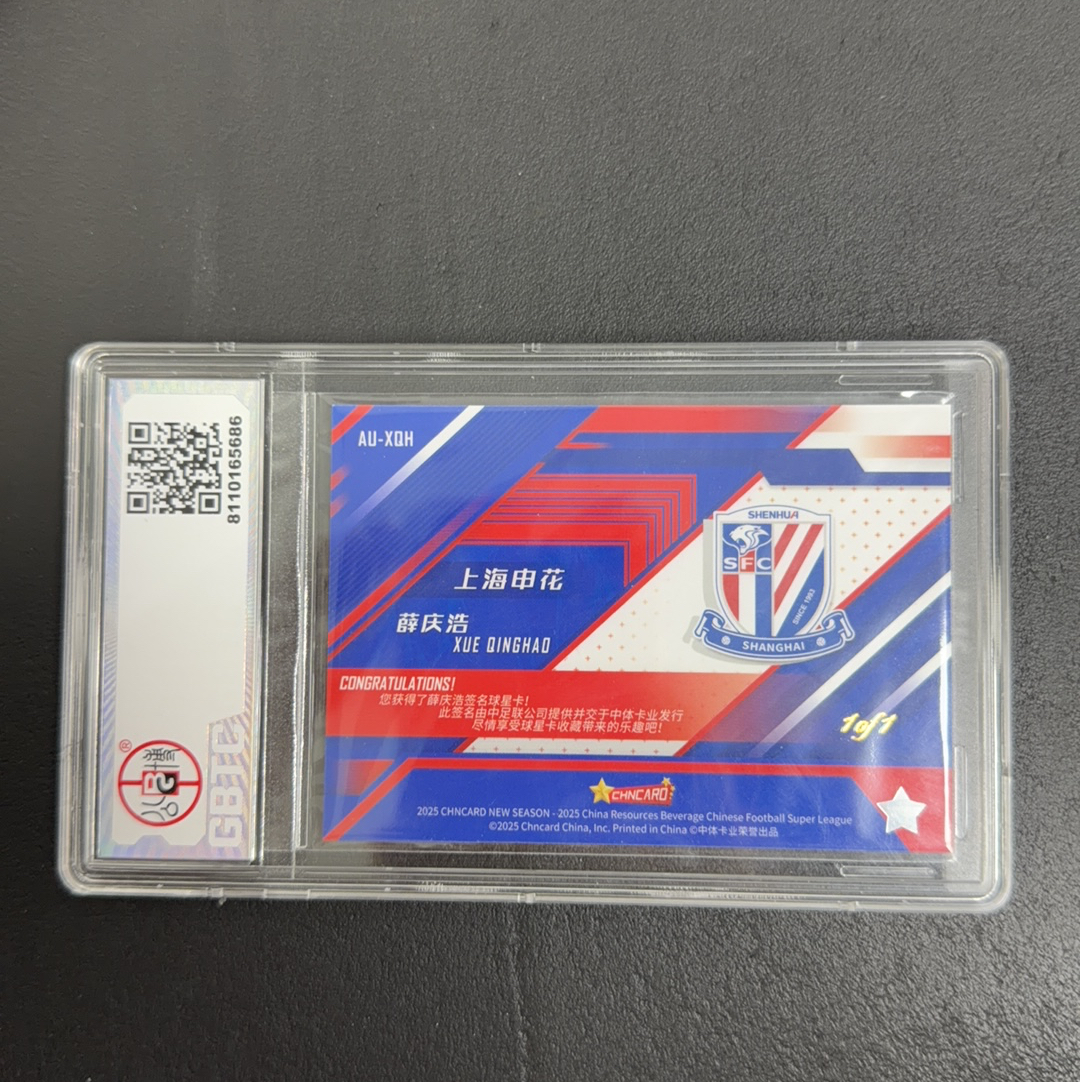 8110165686
GBTC
AU-XQH
SHENHUA
SFC
SINCE 1993
SHANGHAI
上海申花
薛庆浩
XUE QINGHAO
CONGRATULATIONS!
您获得了薛庆浩签名球星卡!
此签名由中足联公司提供并交于中体卡业发行
尽情享受球星卡收藏带来的乐趣吧!
1of1
CHNCARD
2025 CHNCARD NEW SEASON - 2025 China Resources Beverage Chinese Football Super League
©2025 Chncard China, Inc. Printed in China ©中体卡业荣誉出品